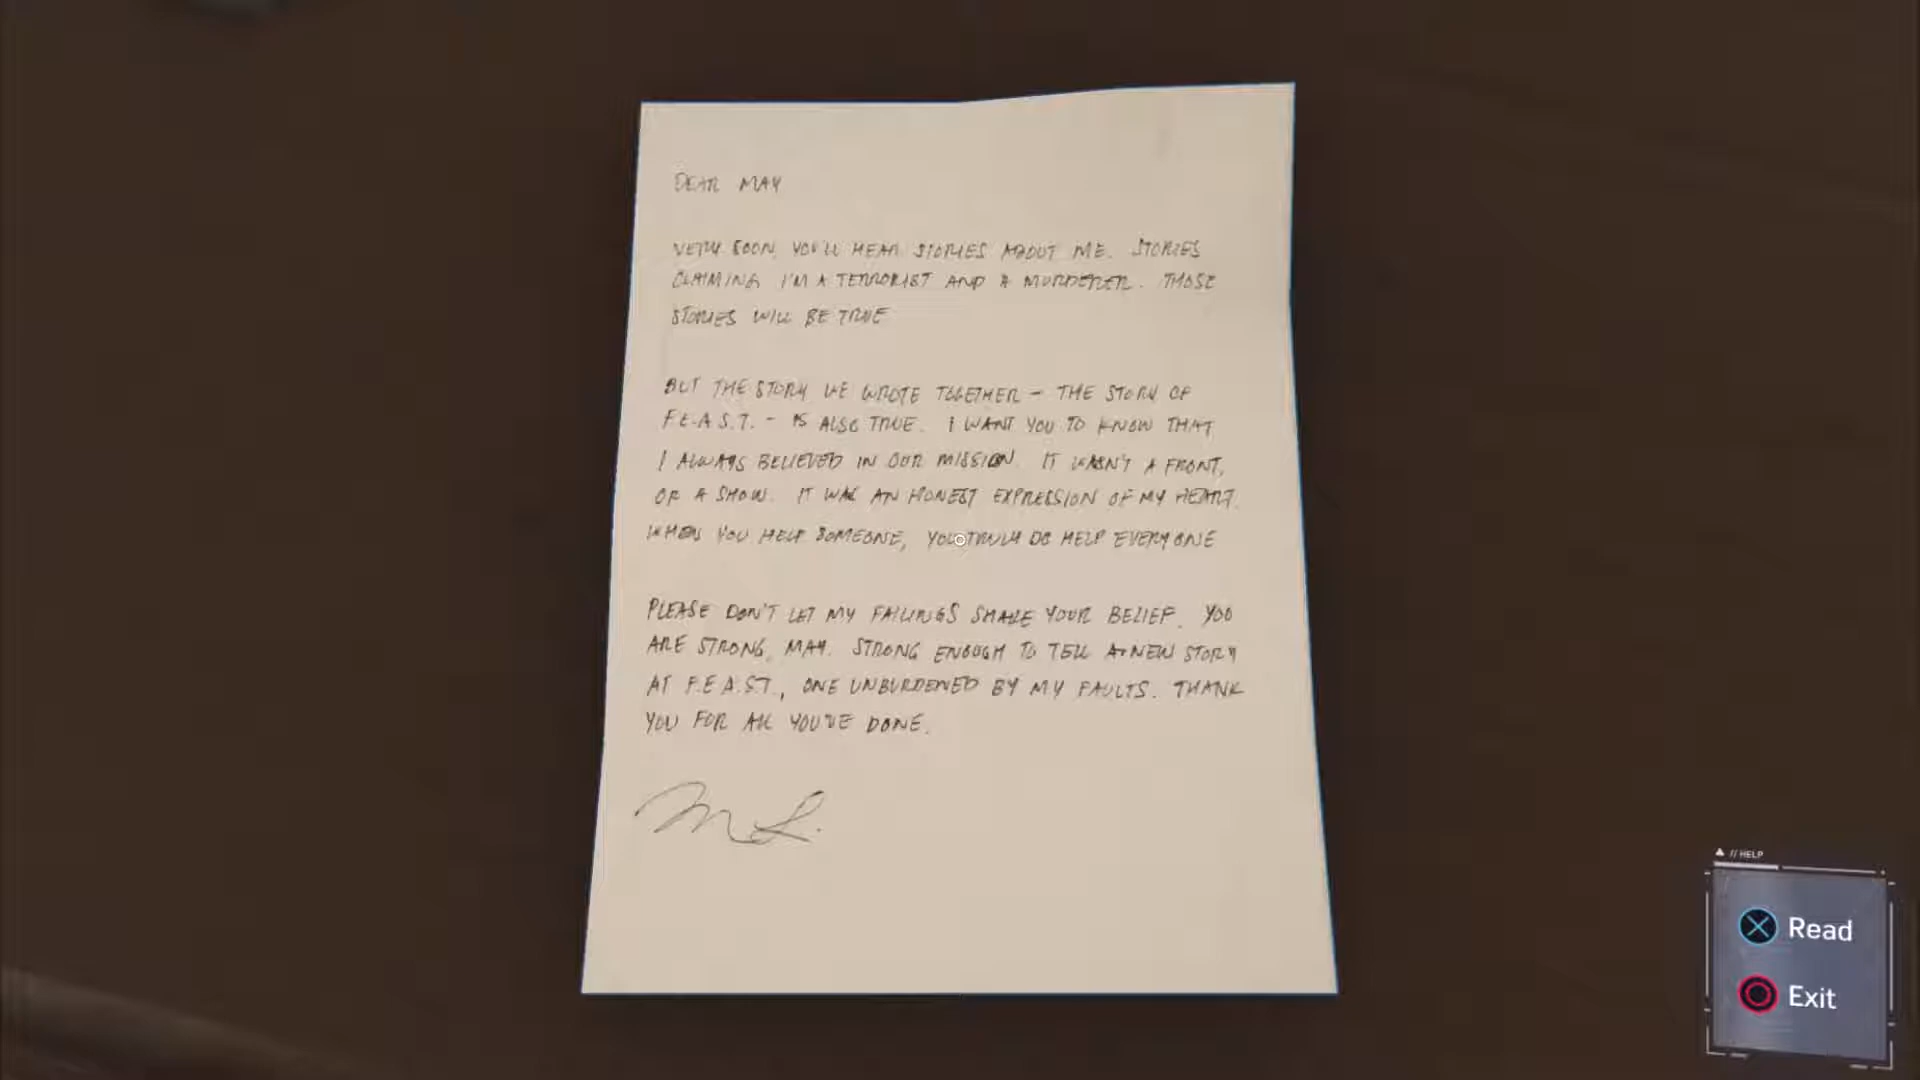 DEAR MAY
VERY SOON, YOU'LL HEAR STORIES ABOUT ME. STORIES
CLAIMING I'M A TERRORIST AND A MURDERER. THOSE
STORIES WILL BE TRUE
BUT THE STORY WE WROTE TOGETHER - THE STORY OF
F.E.A.S.T. - IS ALSO TRUE. I WANT YOU TO KNOW THAT
I ALWAYS BELIEVED IN OUR MISSION. IT WASN'T A FRONT,
OR A SHOW. IT WAS AN HONEST EXPRESSION OF MY HEART.
WHEN YOU HELP SOMEONE, YOU TRULY DO HELP EVERYONE
PLEASE DON'T LET MY FAILINGS SHAKE YOUR BELIEF. YOU
ARE STRONG, MAY. STRONG ENOUGH TO TELL A NEW STORY
AT F.E.A.S.T., ONE UNBURDENED BY MY FAULTS. THANK
YOU FOR ALL YOU'VE DONE.
M L.
// HELP
Read
Exit